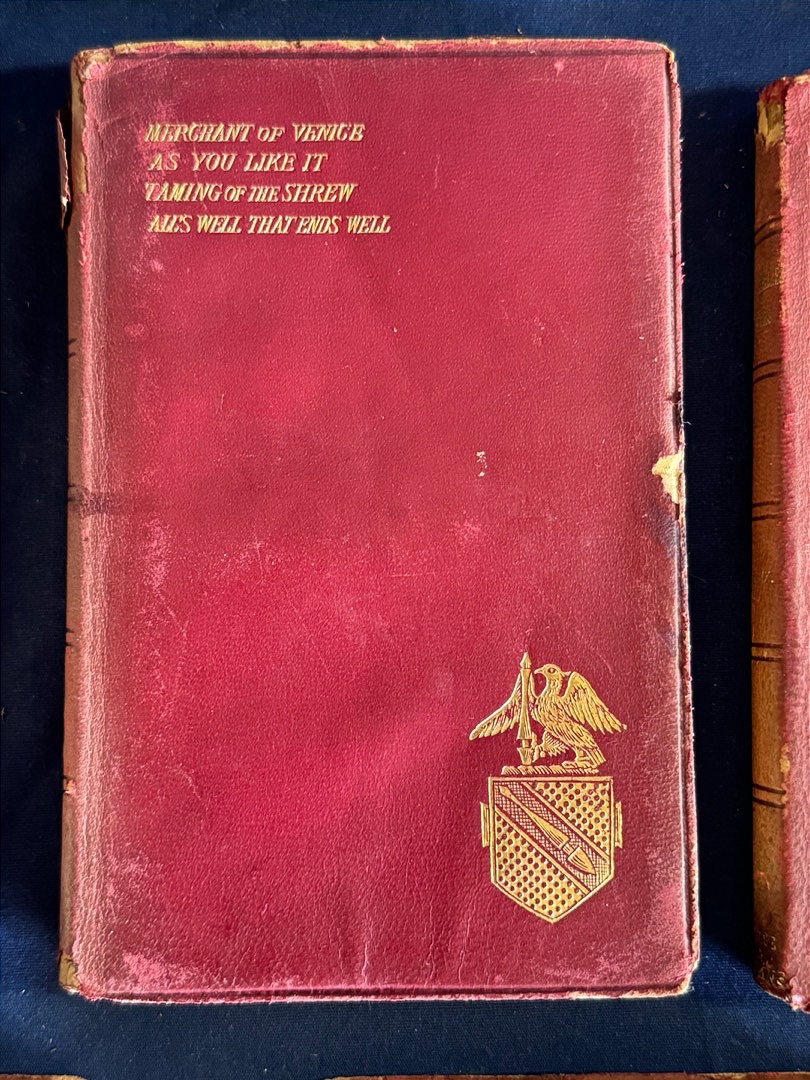 MERCHANT OF VENICE
AS YOU LIKE IT
TAMING OF THE SHREW
ALL'S WELL THAT ENDS WELL